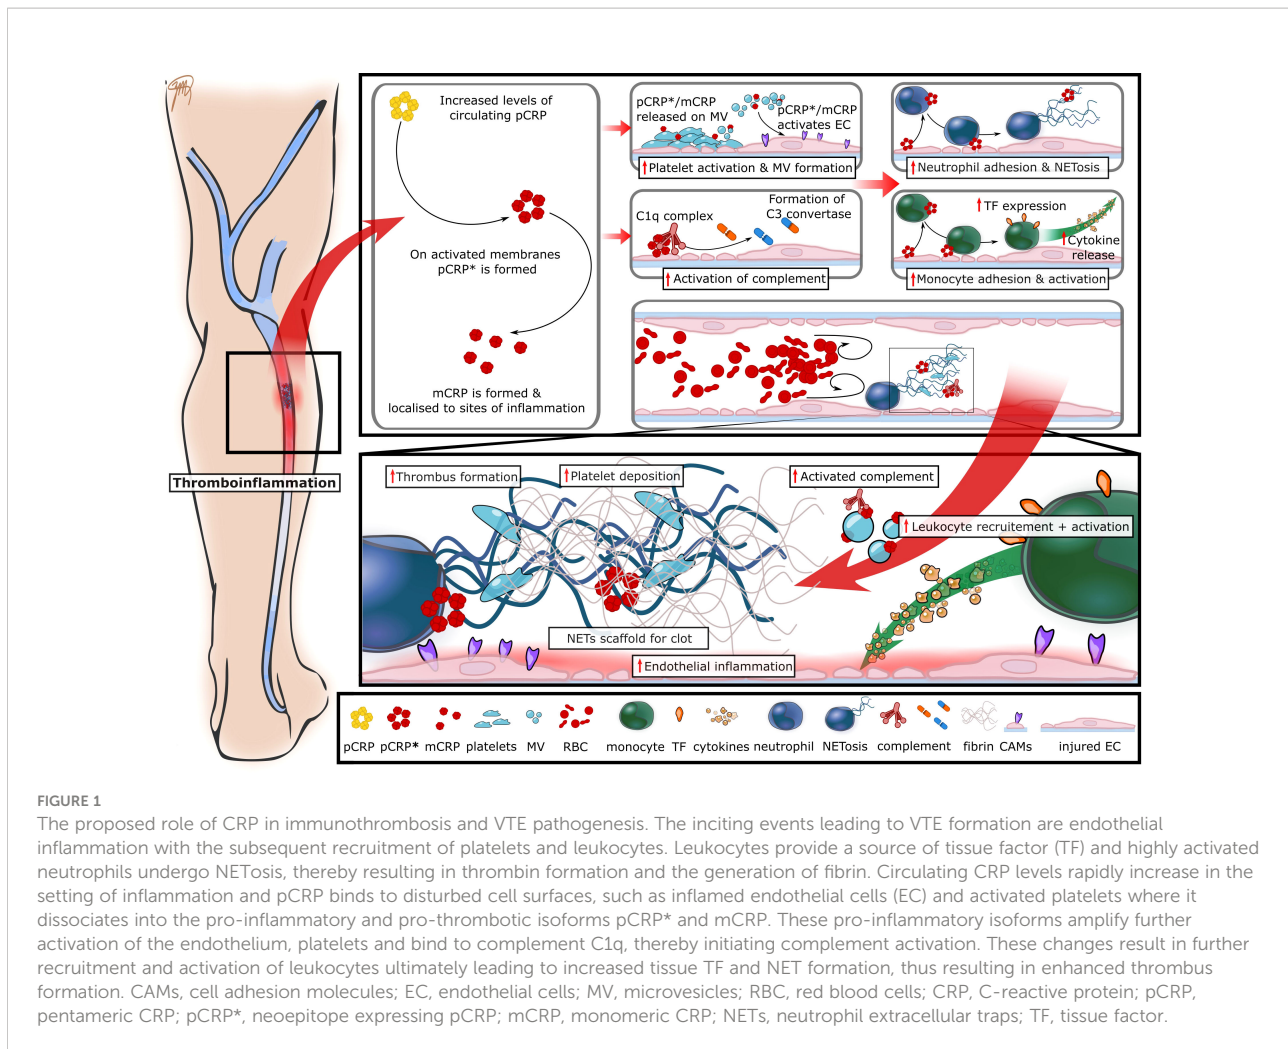 Increased levels of
circulating pCRP
On activated membranes
pCRP* is formed
mCRP is formed &
localised to sites of inflammation
pCRP*/mCRP
released on MV
pCRP*/mCRP
activates EC
Platelet activation & MV formation
C1q complex
Formation of
C3 convertase
Activation of complement
Neutrophil adhesion & NETosis
TF expression
Cytokine
release
Monocyte adhesion & activation
Thromboinflammation
Thrombus formation
Platelet deposition
Activated complement
Leukocyte recruitement + activation
NETs scaffold for clot
Endothelial inflammation
pCRP pCRP* mCRP platelets MV RBC monocyte TF cytokines neutrophil NETosis complement fibrin CAMs injured EC
FIGURE 1
The proposed role of CRP in immunothrombosis and VTE pathogenesis. The inciting events leading to VTE formation are endothelial
inflammation with the subsequent recruitment of platelets and leukocytes. Leukocytes provide a source of tissue factor (TF) and highly activated
neutrophils undergo NETosis, thereby resulting in thrombin formation and the generation of fibrin. Circulating CRP levels rapidly increase in the
setting of inflammation and pCRP binds to disturbed cell surfaces, such as inflamed endothelial cells (EC) and activated platelets where it
dissociates into the pro-inflammatory and pro-thrombotic isoforms pCRP* and mCRP. These pro-inflammatory isoforms amplify further
activation of the endothelium, platelets and bind to complement C1q, thereby initiating complement activation. These changes result in further
recruitment and activation of leukocytes ultimately leading to increased tissue TF and NET formation, thus resulting in enhanced thrombus
formation. CAMs, cell adhesion molecules; EC, endothelial cells; MV, microvesicles; RBC, red blood cells; CRP, C-reactive protein; pCRP,
pentameric CRP; pCRP*, neoepitope expressing pCRP; mCRP, monomeric CRP; NETs, neutrophil extracellular traps; TF, tissue factor.